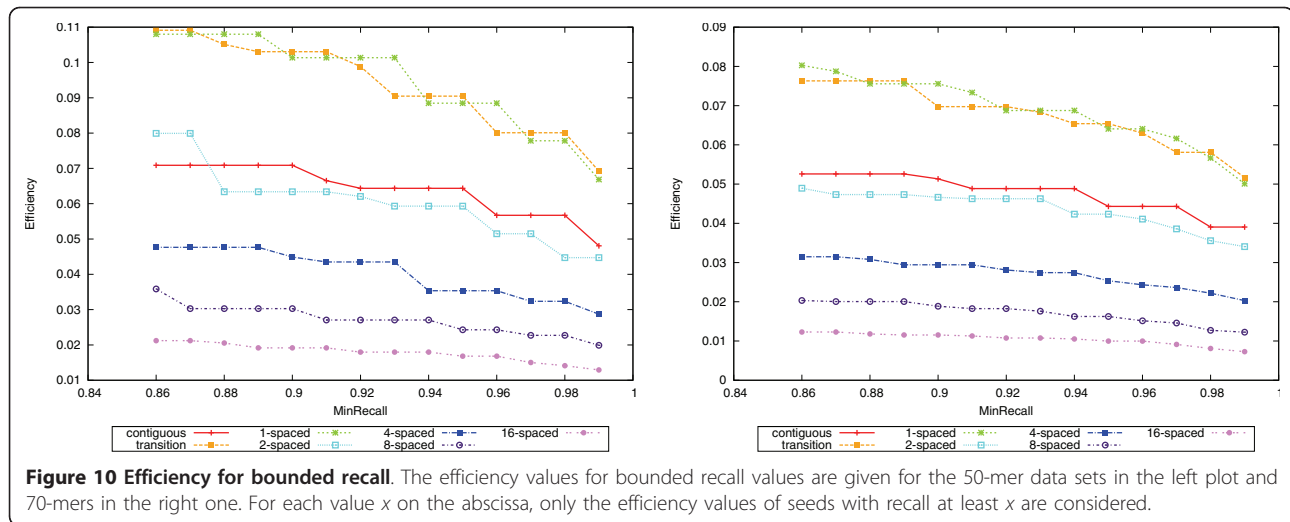 0.11
0.1
0.09
0.08
0.07
0.06
0.05
0.04
0.03
0.02
0.01
Efficiency
0.84 0.86 0.88 0.9 0.92 0.94 0.96 0.98 1
MinRecall
contiguous 1-spaced 4-spaced 16-spaced
transition 2-spaced 8-spaced
0.09
0.08
0.07
0.06
0.05
0.04
0.03
0.02
0.01
0
Efficiency
0.84 0.86 0.88 0.9 0.92 0.94 0.96 0.98 1
MinRecall
contiguous 1-spaced 4-spaced 16-spaced
transition 2-spaced 8-spaced
Figure 10 Efficiency for bounded recall. The efficiency values for bounded recall values are given for the 50-mer data sets in the left plot and
70-mers in the right one. For each value x on the abscissa, only the efficiency values of seeds with recall at least x are considered.